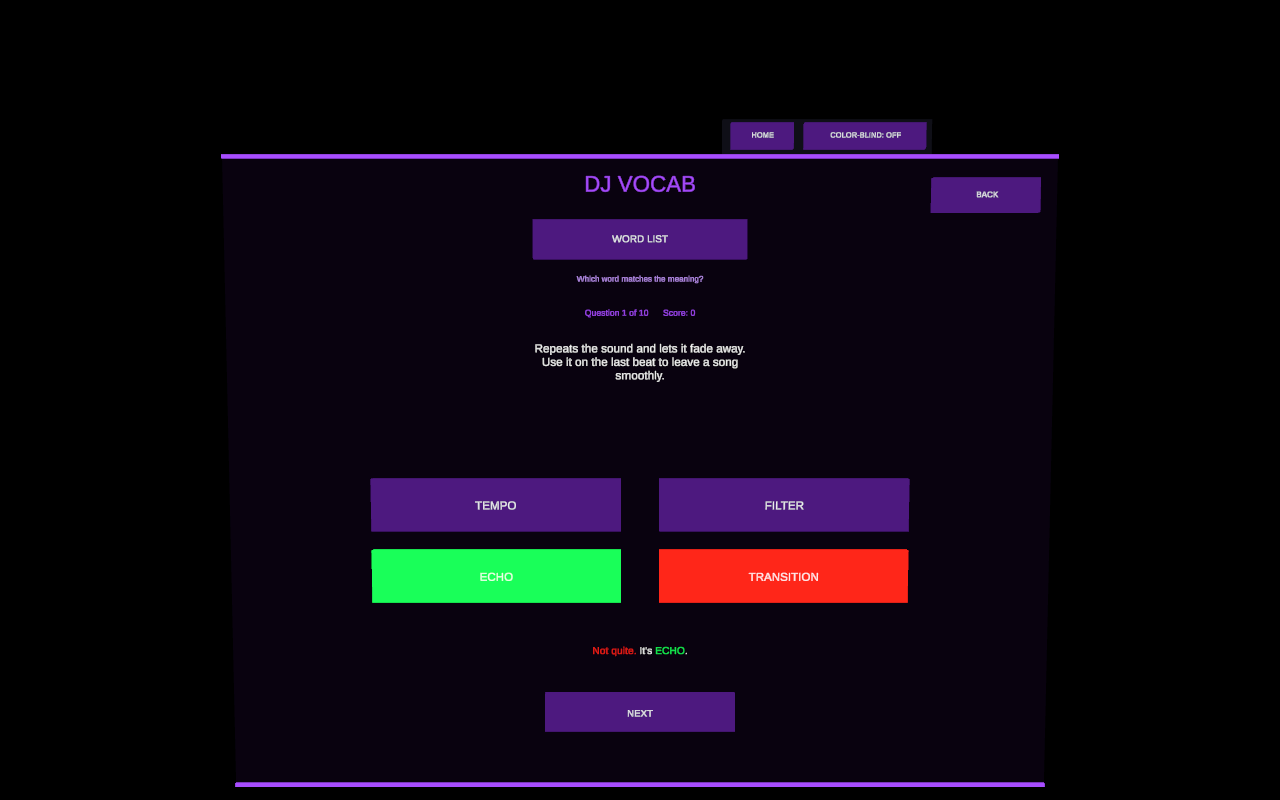 HOME
COLOR-BLIND: OFF
DJ VOCAB
BACK
WORD LIST
Which word matches the meaning?
Question 1 of 10 Score: 0
Repeats the sound and lets it fade away.
Use it on the last beat to leave a song
smoothly.
TEMPO
FILTER
ECHO
TRANSITION
Not quite. It's ECHO.
NEXT